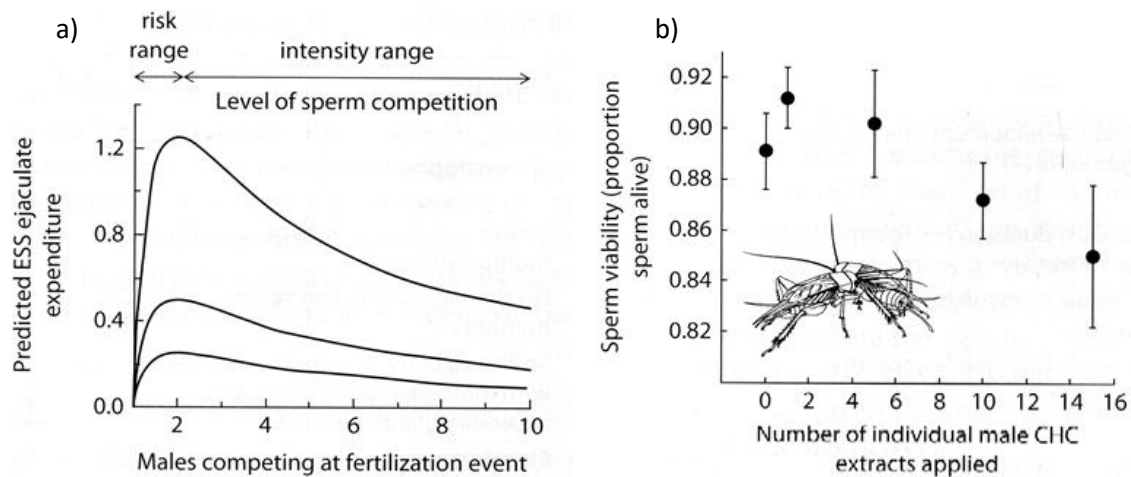 a)
risk
range
intensity range
Level of sperm competition
1.2
0.8
0.4
0.0
2 4 6 8 10
Predicted ESS ejaculate
expenditure
Males competing at fertilization event
b)
0.92
0.90
0.88
0.86
0.84
0.82
0 2 4 6 8 10 12 14 16
Sperm viability (proportion
sperm alive)
Number of individual male CHC
extracts applied